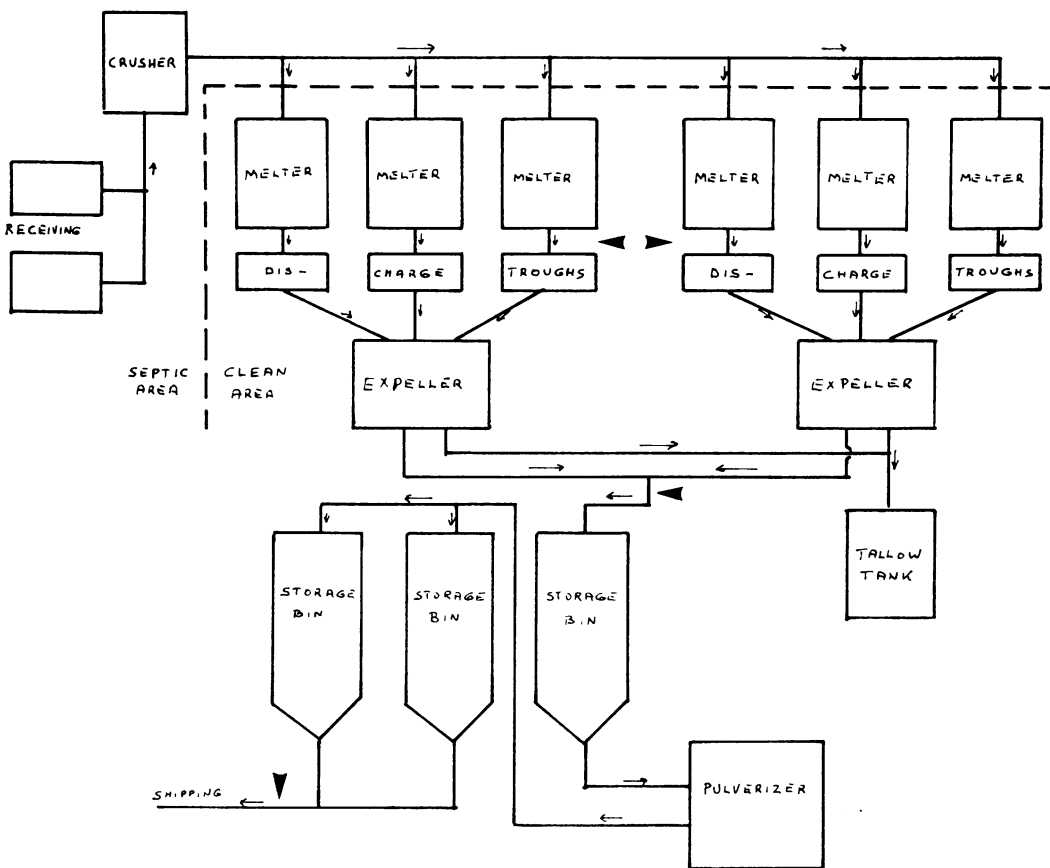 CRUSHER
MELTER MELTER MELTER MELTER MELTER MELTER
RECEIVING
DIS- CHARGE TROUGHS DIS- CHARGE TROUGHS
SEPTIC AREA
CLEAN AREA
EXPELLER EXPELLER
TALLOW TANK
STORAGE BIN
STORAGE BIN
STORAGE BIN
PULVERIZER
SHIPPING